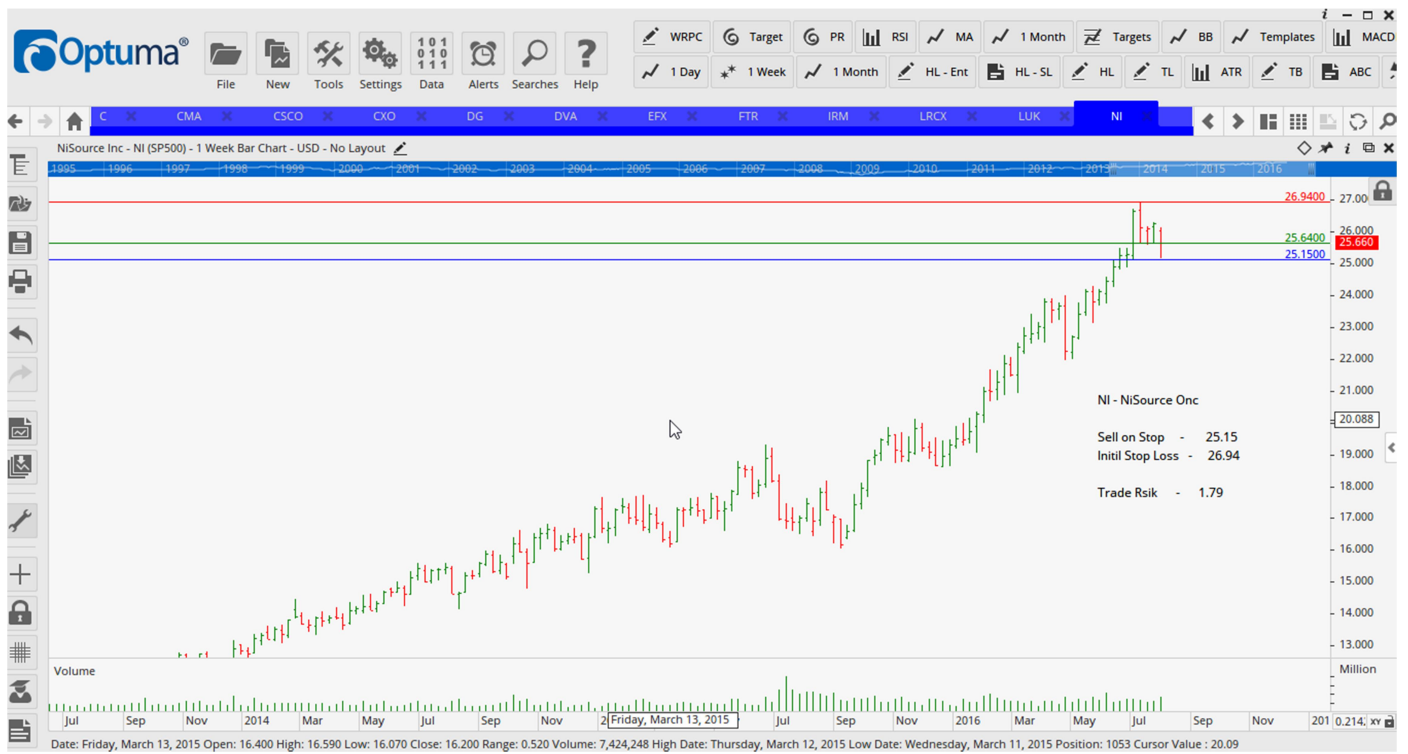 i
Optuma®
WRPC Target PR RSI MA 1 Month Targets BB Templates MACD
1 Day 1 Week 1 Month HL - Ent HL - SL HL TL ATR TB ABC
File New Tools Settings Data Alerts Searches Help
C CMA CSCO CXO DG DVA EFX FTR IRM LRCX LUK NI
NiSource Inc - NI (SP500) - 1 Week Bar Chart - USD - No Layout
1995 1996 1997 1998 1999 2000 2001 2002 2003 2004 2005 2006 2007 2008 2009 2010 2011 2012 2013 2014 2015 2016
26.9400
27.00
26.000
25.6400
25.660
25.1500
25.000
24.000
23.000
22.000
21.000
NI - NiSource Onc
20.088
Sell on Stop - 25.15
Initil Stop Loss - 26.94
19.000
Trade Rsik - 1.79
18.000
17.000
16.000
15.000
14.000
13.000
Volume
Million
Jul Sep Nov 2014 Mar May Jul Sep Nov Friday, March 13, 2015 Jul Sep Nov 2016 Mar May Jul Sep Nov 201 XY
Date: Friday, March 13, 2015 Open: 16.400 High: 16.590 Low: 16.070 Close: 16.200 Range: 0.520 Volume: 7,424,248 High Date: Thursday, March 12, 2015 Low Date: Wednesday, March 11, 2015 Position: 1053 Cursor Value : 20.09